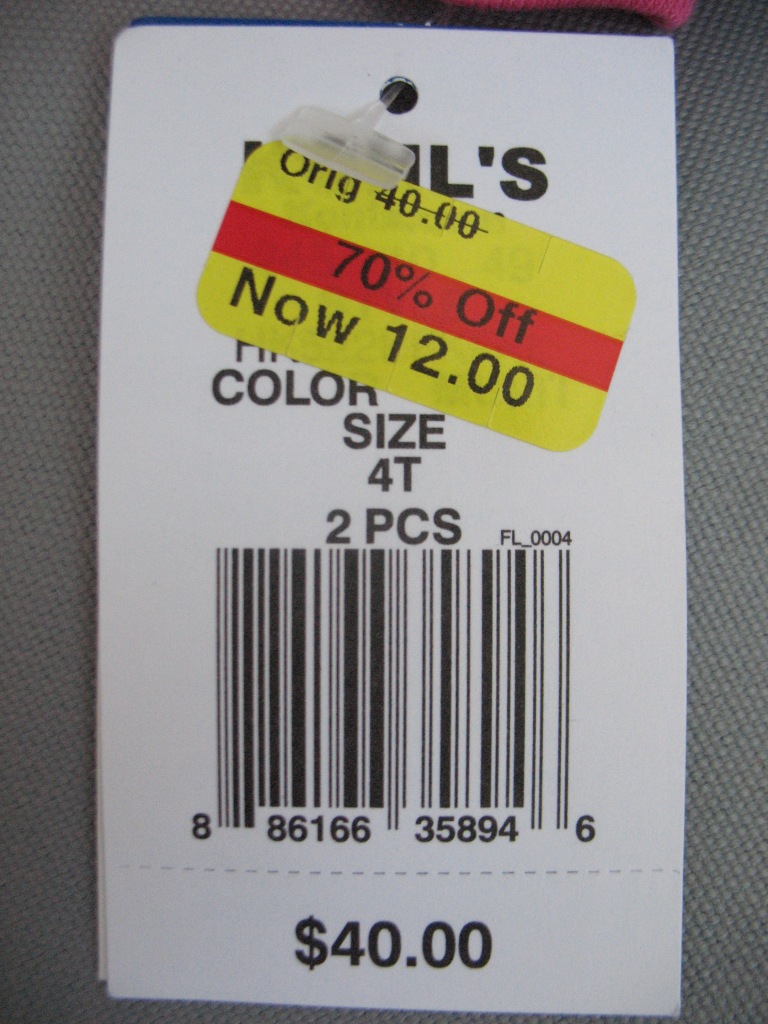 Orig 40.00
70% Off
Now 12.00
COLOR
SIZE
4T
2 PCS
FL_0004
8 86166 35894 6
$40.00